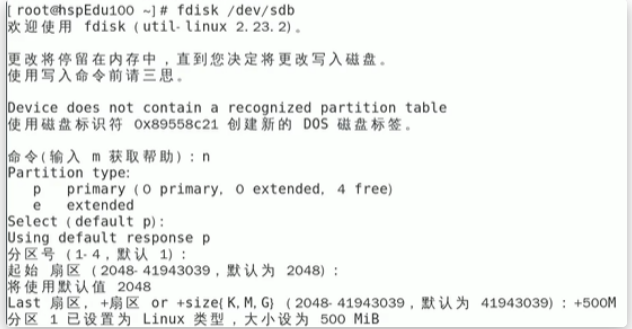 [root@hspEdu100 ~]# fdisk /dev/sdb
欢迎使用 fdisk (util-linux 2.23.2)。
更改将停留在内存中，直到您决定将更改写入磁盘。
使用写入命令前请三思。
Device does not contain a recognized partition table
使用磁盘标识符 0x89558c21 创建新的 DOS 磁盘标签。
命令(输入 m 获取帮助)：n
Partition type:
   p   primary (0 primary, 0 extended, 4 free)
   e   extended
Select (default p):
Using default response p
分区号 (1-4，默认 1)：
起始 扇区 (2048-41943039，默认为 2048)：
将使用默认值 2048
Last 扇区, +扇区 or +size{K,M,G} (2048-41943039，默认为 41943039)：+500M
分区 1 已设置为 Linux 类型，大小设为 500 MiB